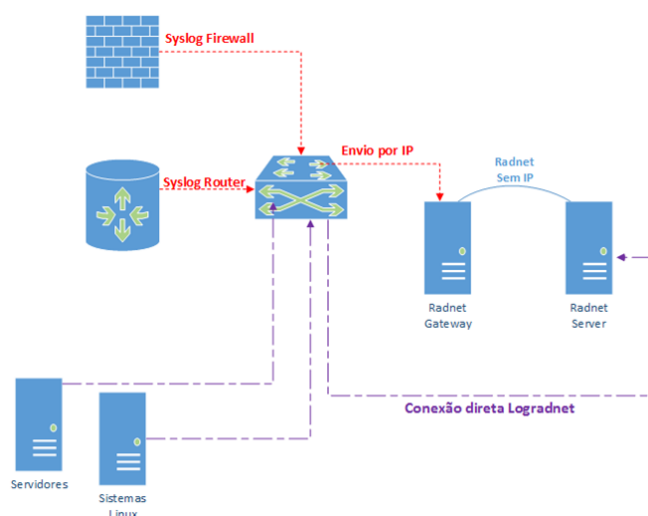 Syslog Firewall
Envio por IP
Radnet
Sem IP
Syslog Router
Radnet
Gateway
Radnet
Server
Conexão direta Logradnet
Servidores
Sistemas
Linux